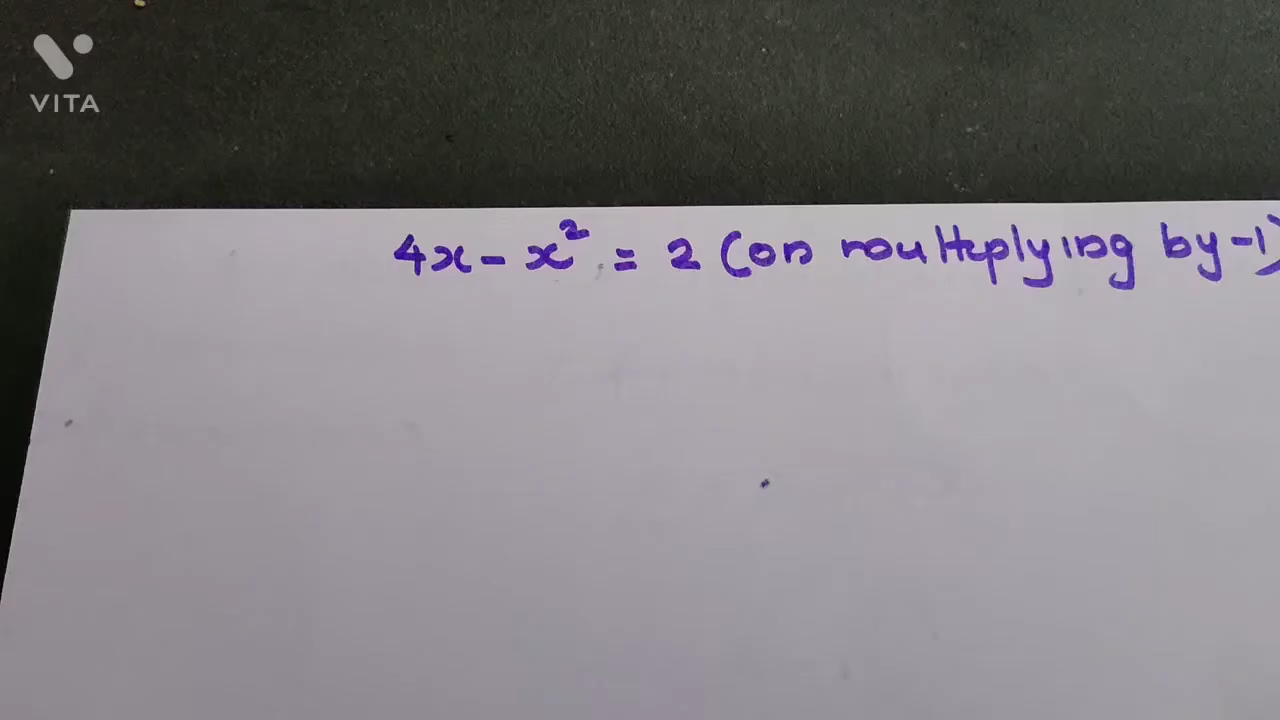 VITA
4x - x² = 2 (on multiplying by -1)